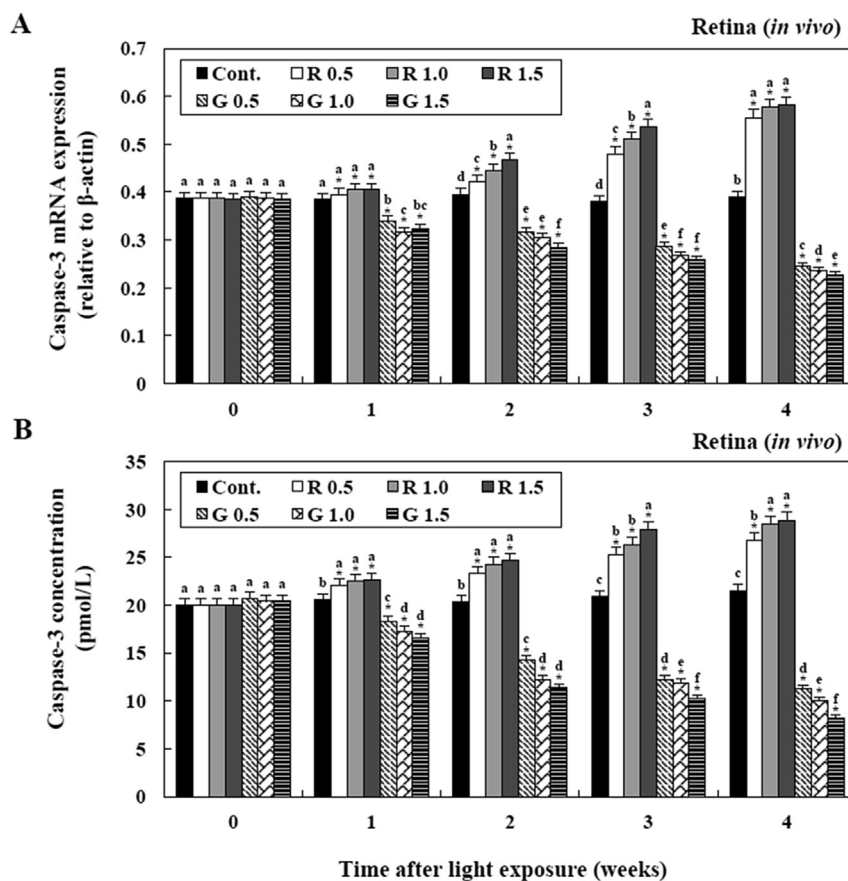 A
Retina (in vivo)
Caspase-3 mRNA expression
(relative to β-actin)
0.7
0.6
0.5
0.4
0.3
0.2
0.1
0
Cont. R 0.5 R 1.0 R 1.5
G 0.5 G 1.0 G 1.5
a a a a a a a
a a * a * a * b * c * bc *
d c * b * a * e * e * f *
d c * b * a * e * f * f *
b a * a * a * c * d * e *
0 1 2 3 4
B
Retina (in vivo)
Caspase-3 concentration
(pmol/L)
35
30
25
20
15
10
5
0
Cont. R 0.5 R 1.0 R 1.5
G 0.5 G 1.0 G 1.5
a a a a a a a
b a * a * a * c * d * d *
b a * a * a * c * d * d *
c b * b * a * d * e * f *
c b * a * a * d * e * f *
0 1 2 3 4
Time after light exposure (weeks)